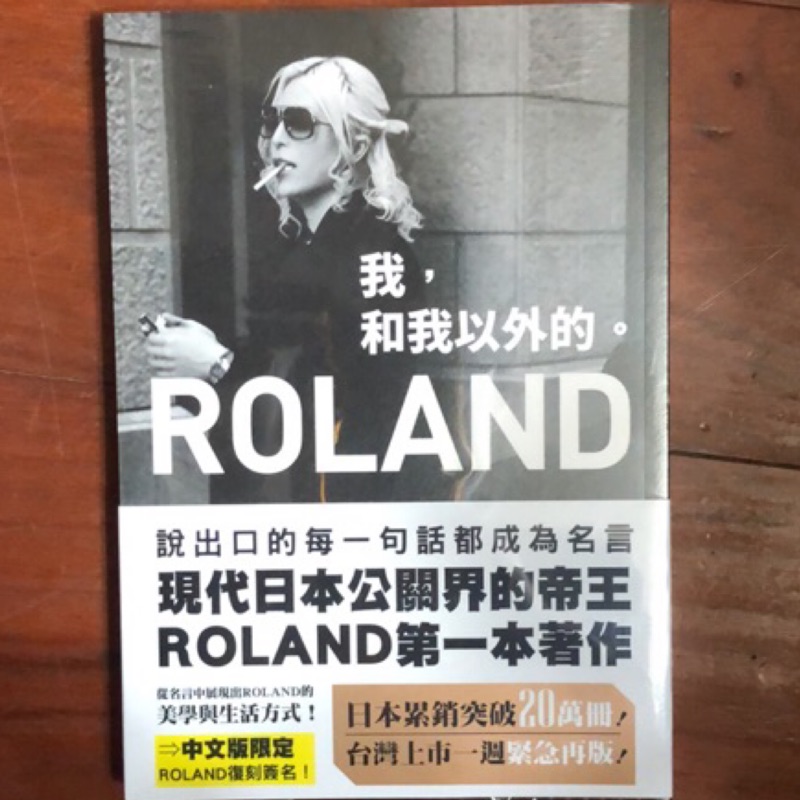 我，
和我以外的。
ROLAND
說出口的每一句話都成為名言
現代日本公關界的帝王
ROLAND第一本著作
從名言中展現出ROLAND的
美學與生活方式！
⇒中文版限定
ROLAND復刻簽名！
日本累銷突破20萬冊！
台灣上市一週緊急再版！